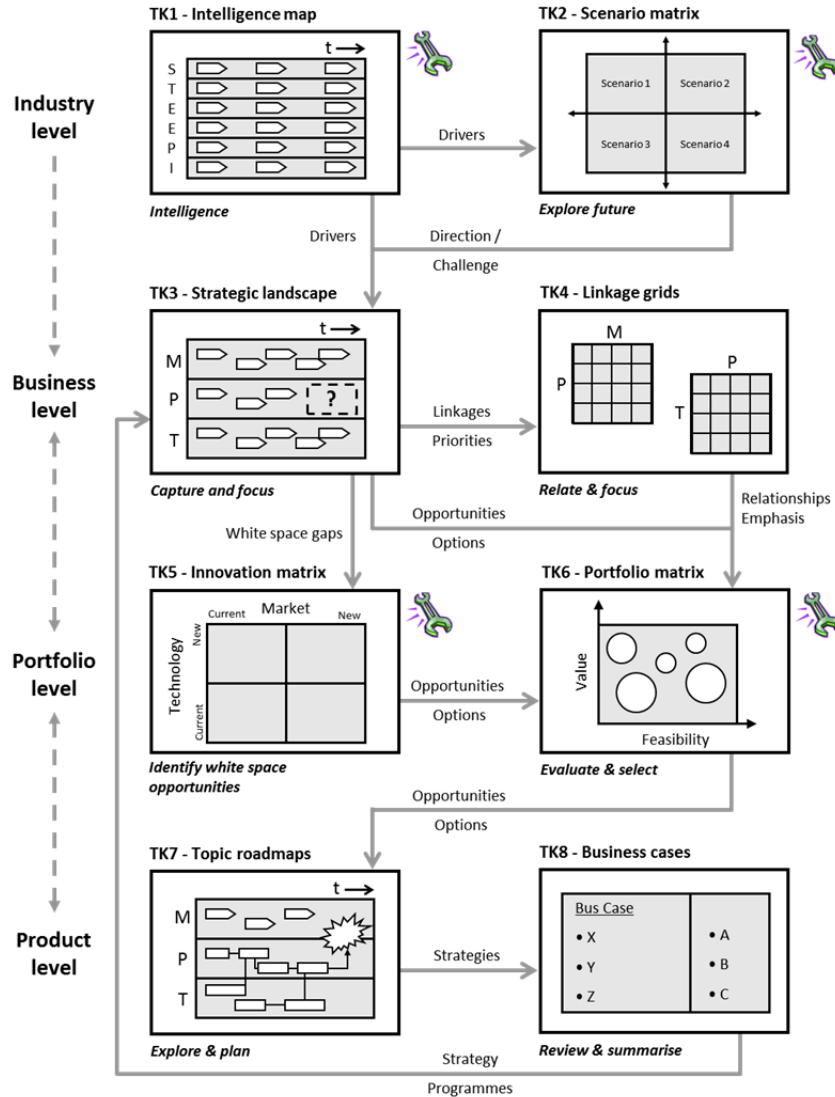 TK1 - Intelligence map
TK2 - Scenario matrix
t
S
T
E
E
P
I
Scenario 1
Scenario 2
Scenario 3
Scenario 4
Industry
level
Drivers
Intelligence
Explore future
Drivers
Direction /
Challenge
TK3 - Strategic landscape
TK4 - Linkage grids
t
M
P
?
T
M
P
P
T
Business
level
Linkages
Priorities
Capture and focus
Relate & focus
White space gaps
Opportunities
Options
Relationships
Emphasis
TK5 - Innovation matrix
TK6 - Portfolio matrix
Market
Current
New
Technology
New
Current
Value
Feasibility
Portfolio
level
Opportunities
Options
Identify white space
opportunities
Evaluate & select
Opportunities
Options
TK7 - Topic roadmaps
TK8 - Business cases
t
M
P
T
Bus Case
• X
• Y
• Z
• A
• B
• C
Product
level
Strategies
Explore & plan
Review & summarise
Strategy
Programmes